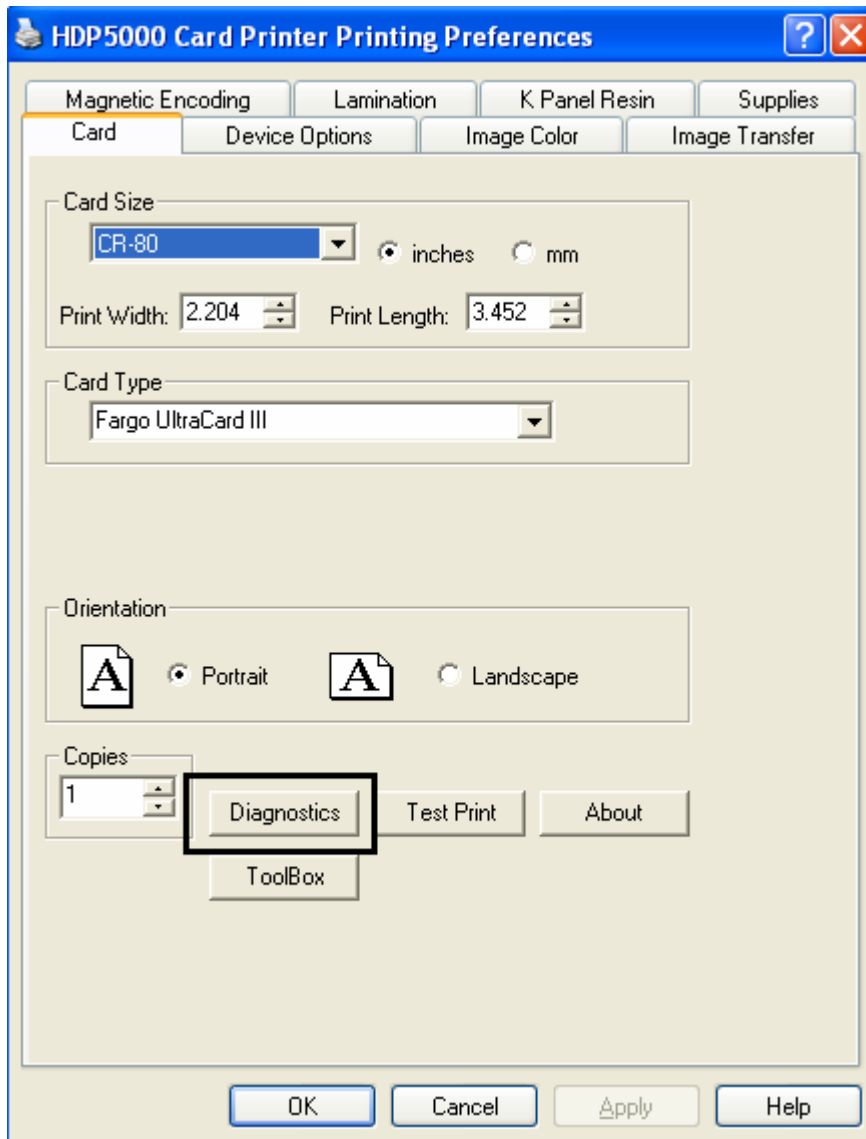 HDP5000 Card Printer Printing Preferences ?
Magnetic Encoding Lamination K Panel Resin Supplies
Card Device Options Image Color Image Transfer
Card Size
CR-80 inches mm
Print Width: 2.204 Print Length: 3.452
Card Type
Fargo UltraCard III
Orientation
A Portrait A Landscape
Copies
1 Diagnostics Test Print About
ToolBox
OK Cancel Apply Help